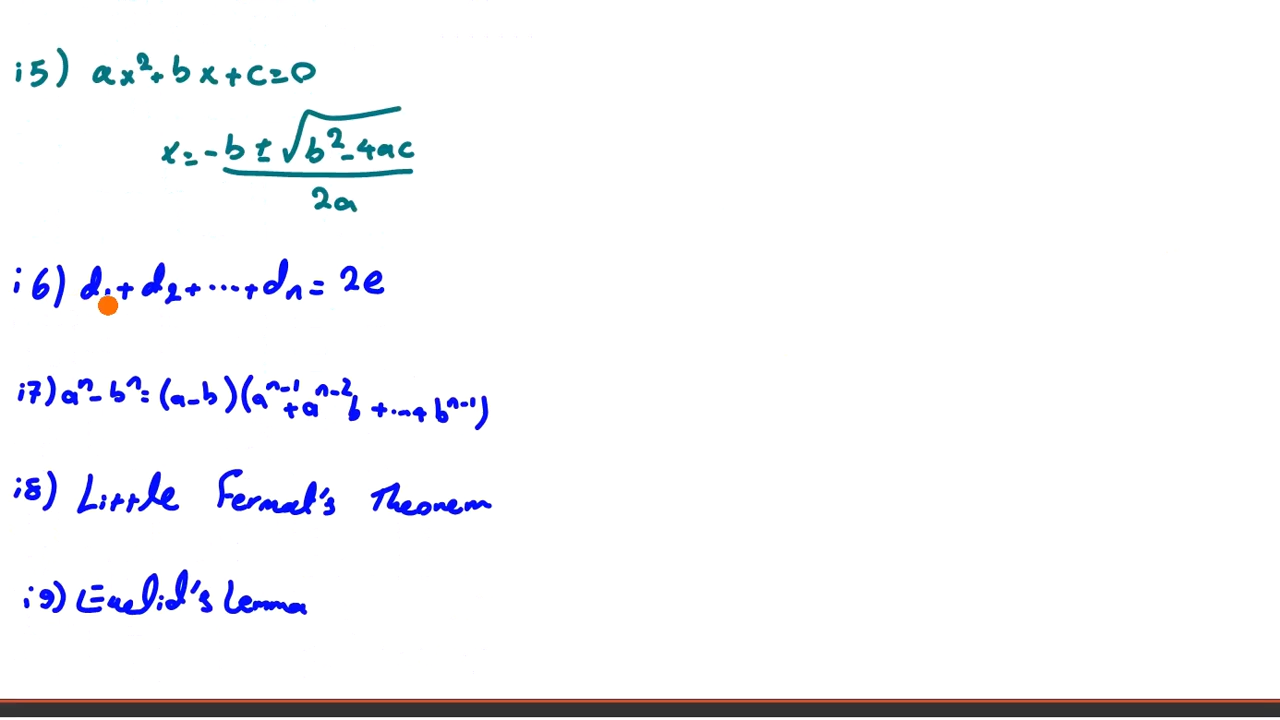 i5) ax²+bx+c=0
x=-b±√b²-4ac
2a
i6) d₁+d₂+...+dₙ=2e
i7) aⁿ-bⁿ=(a-b)(aⁿ⁻¹+aⁿ⁻²b+...+bⁿ⁻¹)
i8) Little Fermat's Theorem
i9) Euclid's Lemma